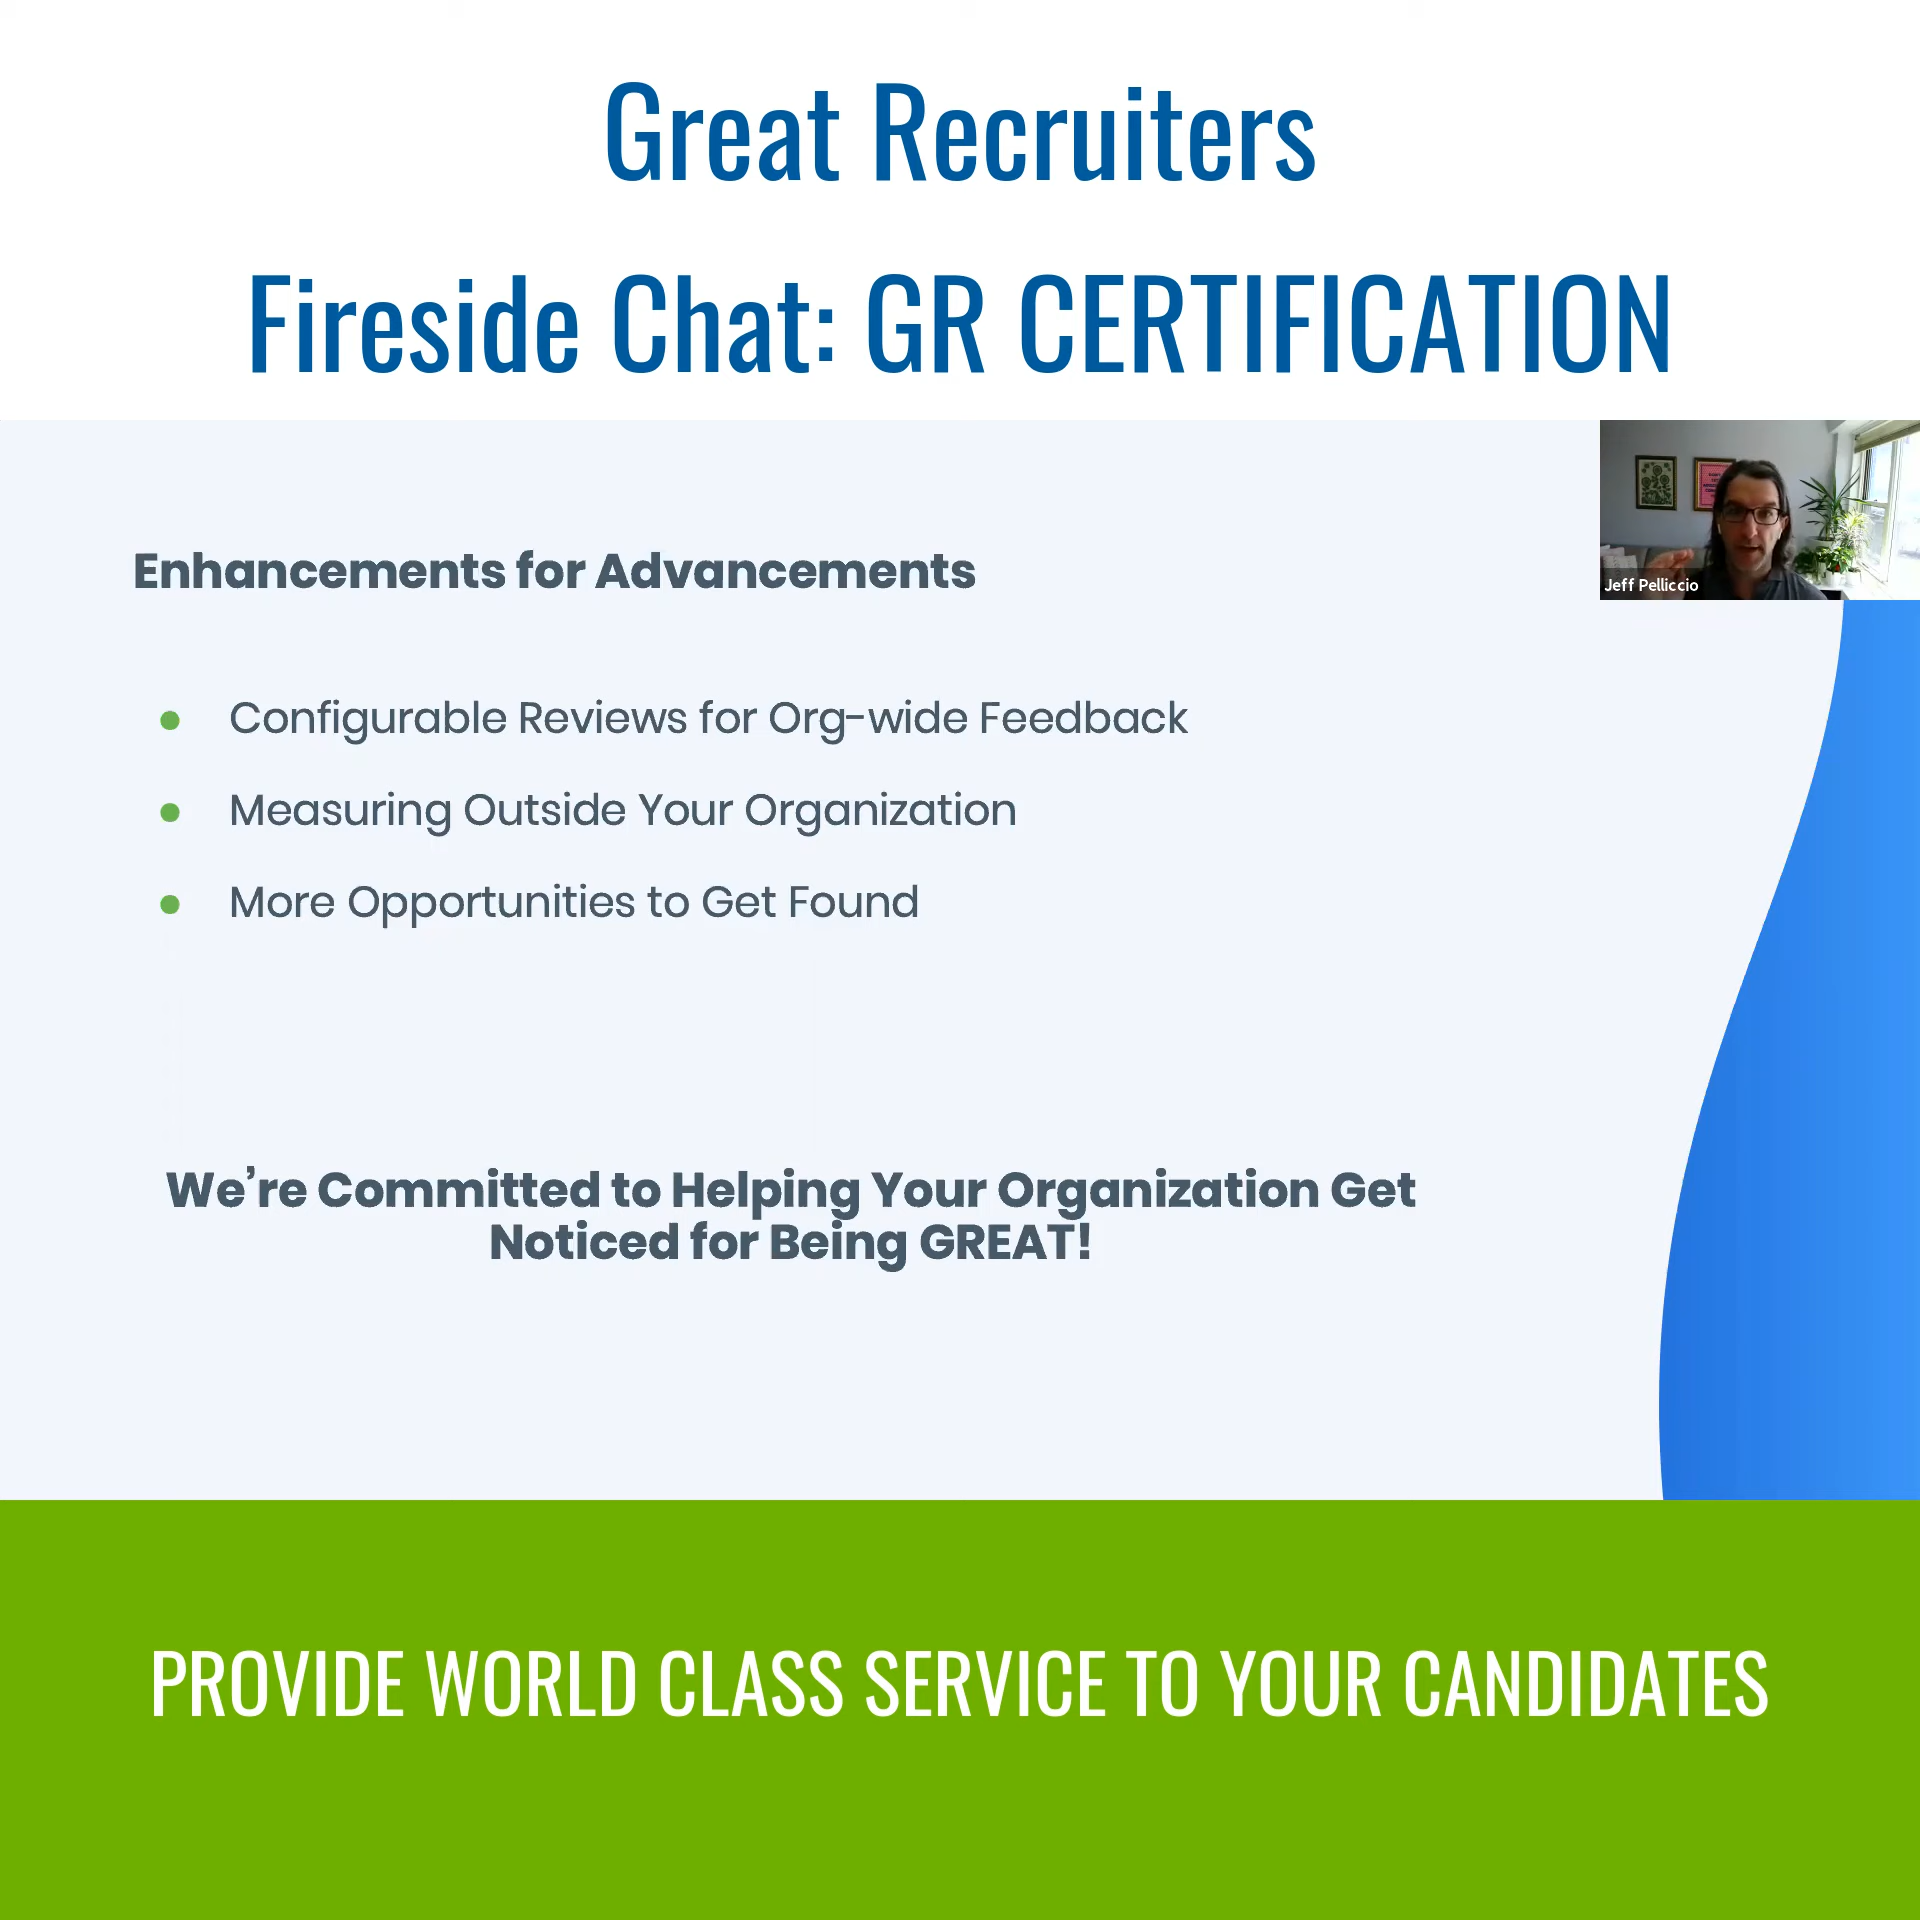 Great Recruiters
Fireside Chat: GR CERTIFICATION
Jeff Pelliccio
Enhancements for Advancements
Configurable Reviews for Org-wide Feedback
Measuring Outside Your Organization
More Opportunities to Get Found
We're Committed to Helping Your Organization Get
Noticed for Being GREAT!
PROVIDE WORLD CLASS SERVICE TO YOUR CANDIDATES